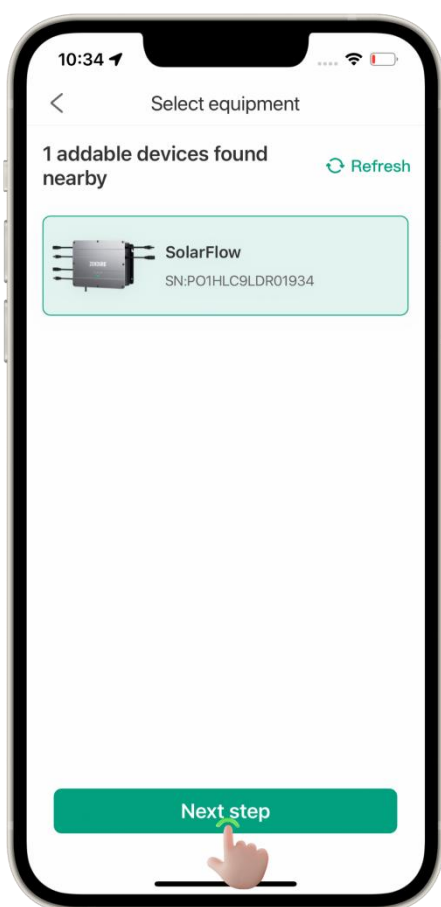 10:34
Select equipment
1 addable devices found
nearby
Refresh
SolarFlow
SN:PO1HLC9LDR01934
Next step